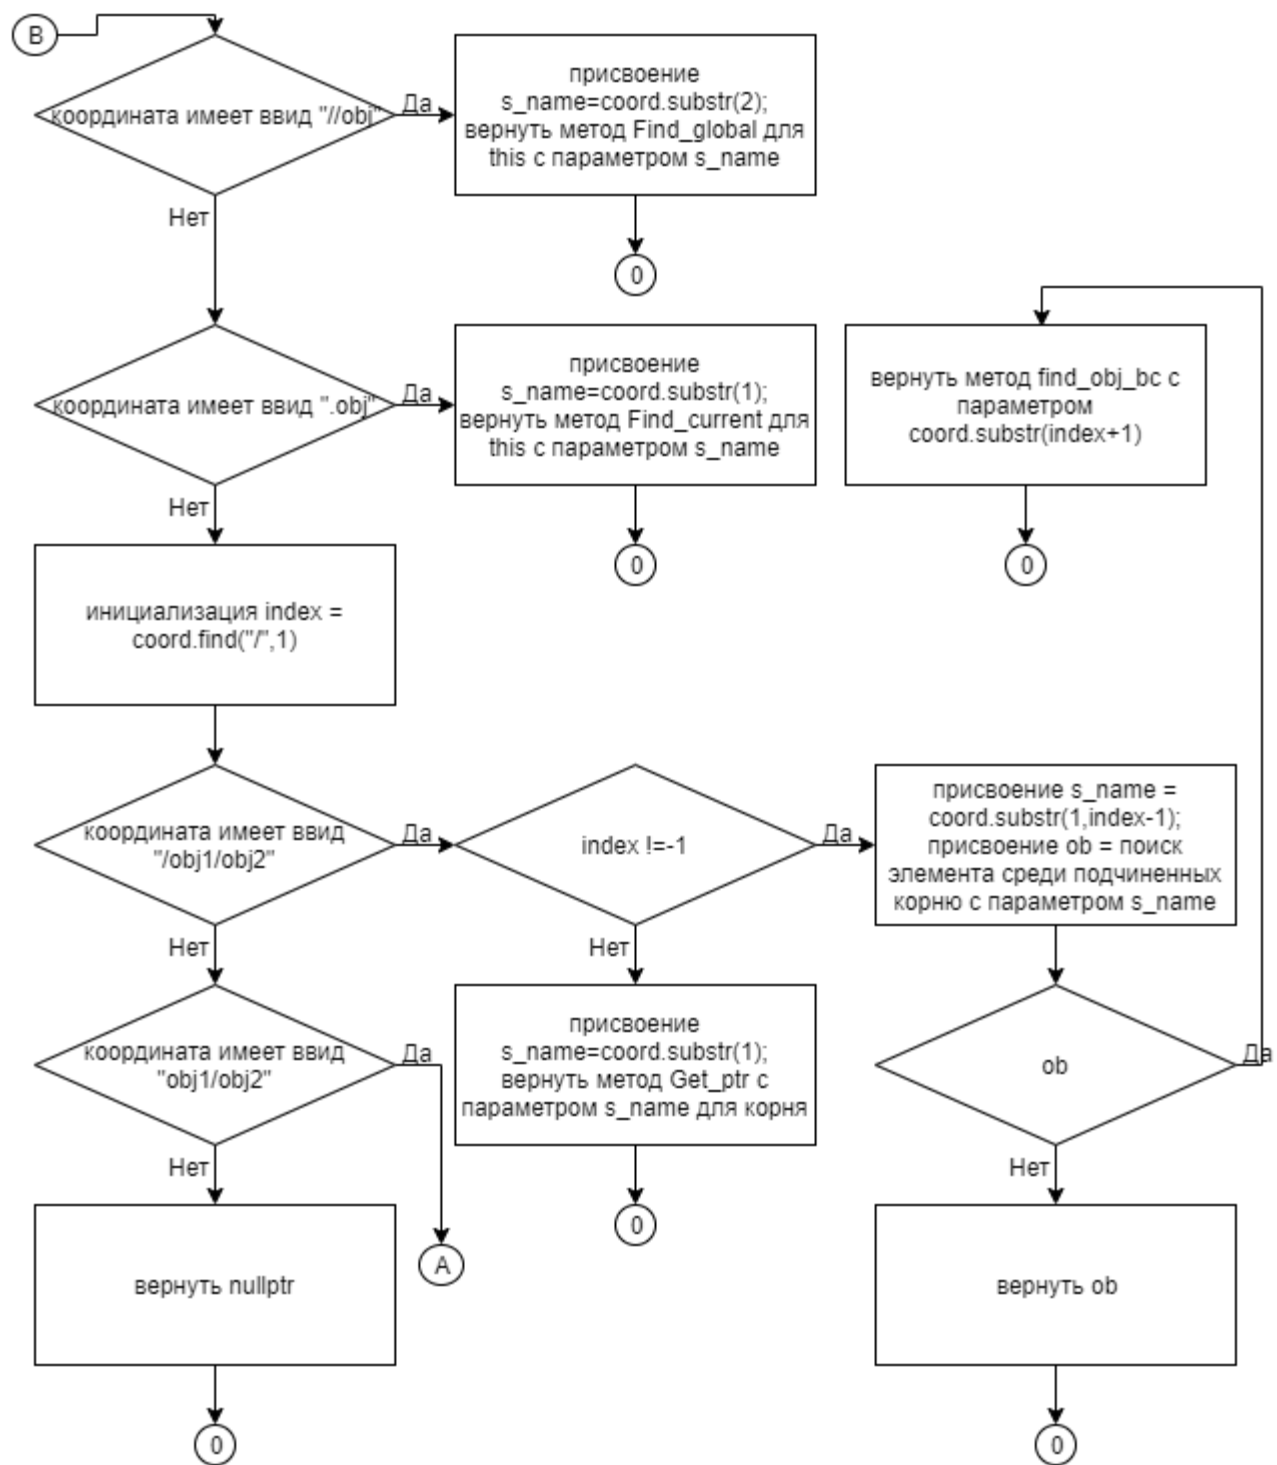 B
координата имеет ввид "//obj"
Да
присвоение
s_name=coord.substr(2);
вернуть метод Find_global для
this с параметром s_name
Нет
0
координата имеет ввид ".obj"
Да
присвоение
s_name=coord.substr(1);
вернуть метод Find_current для
this с параметром s_name
вернуть метод find_obj_bc с
параметром
coord.substr(index+1)
Нет
0
0
инициализация index =
coord.find("/",1)
координата имеет ввид
"/obj1/obj2"
Да
index !=-1
Да
присвоение s_name =
coord.substr(1,index-1);
присвоение ob = поиск
элемента среди подчиненных
корню с параметром s_name
Нет
Нет
координата имеет ввид
"obj1/obj2"
Да
присвоение
s_name=coord.substr(1);
вернуть метод Get_ptr с
параметром s_name для корня
ob
Да
Нет
Нет
вернуть nullptr
A
0
вернуть ob
0
0